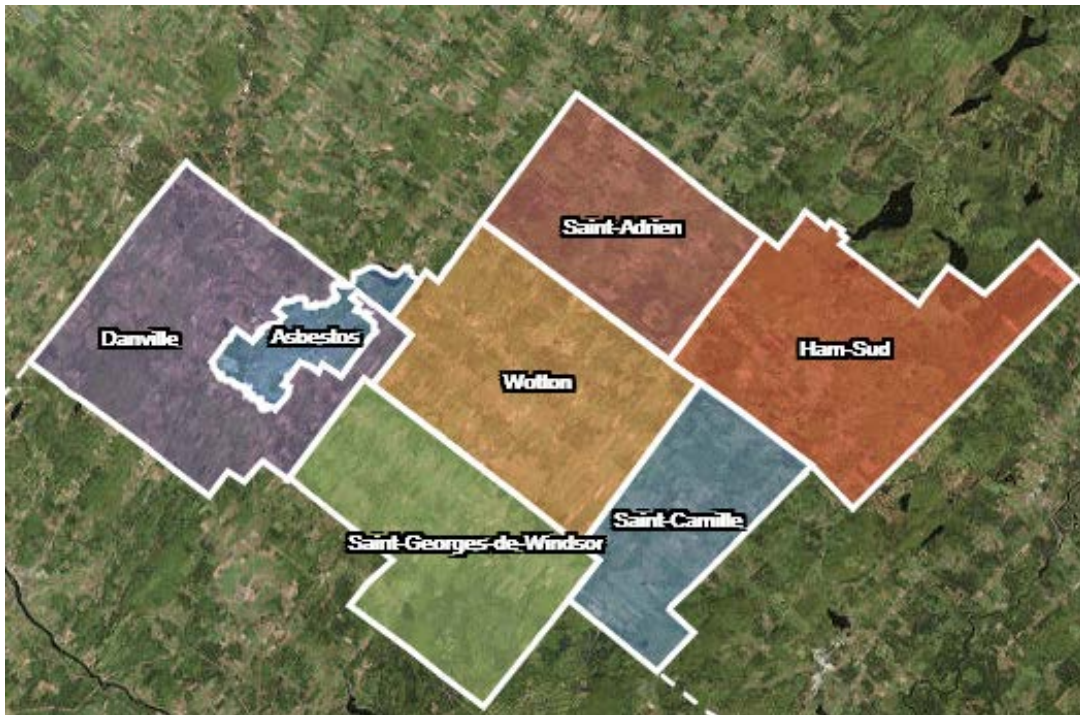 Saint-Adrien
Danville
Asbestos
Ham-Sud
Wotton
Saint-Camille
Saint-Georges-de-Windsor